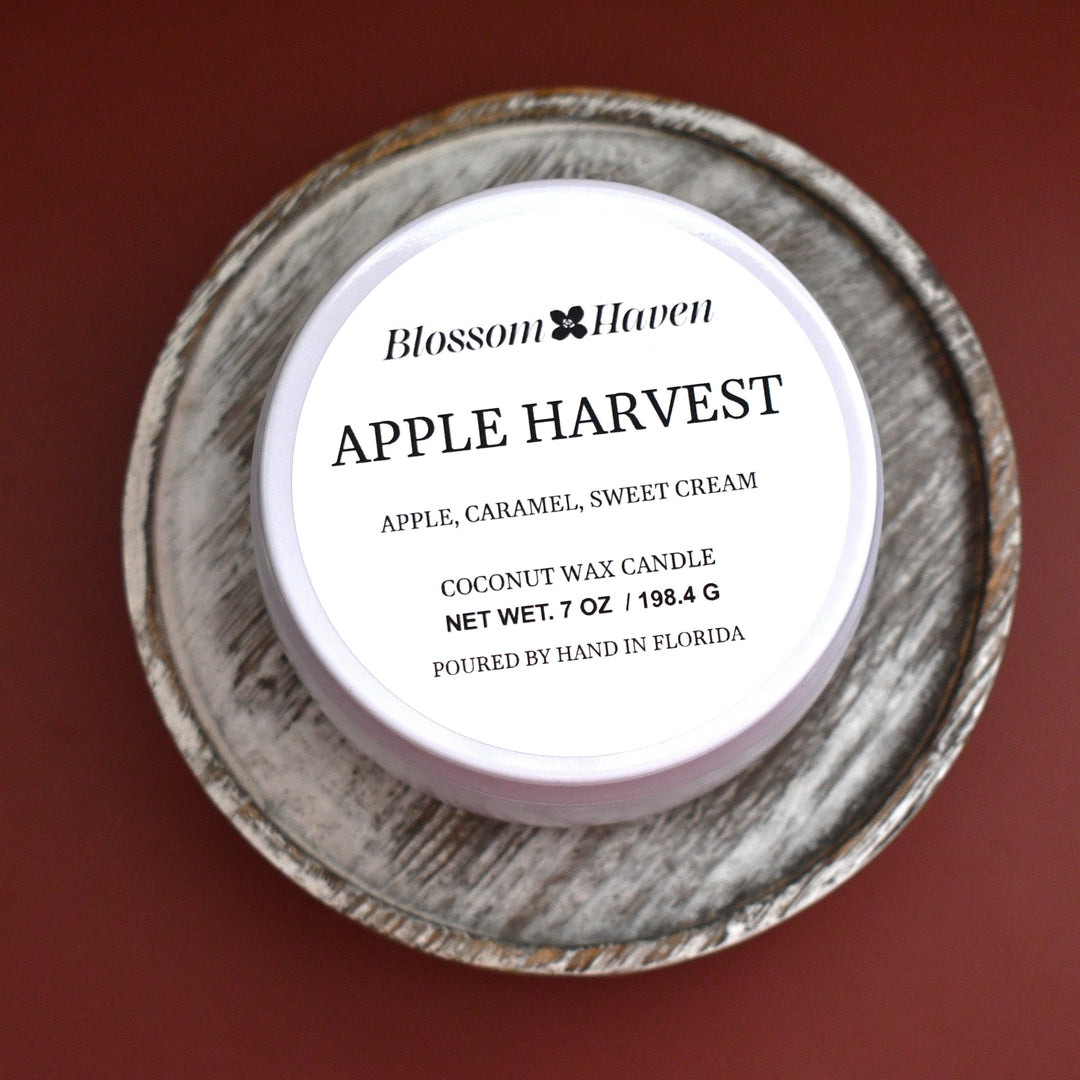 Blossom Haven
APPLE HARVEST
APPLE, CARAMEL, SWEET CREAM
COCONUT WAX CANDLE
NET WET. 7 OZ / 198.4 G
POURED BY HAND IN FLORIDA